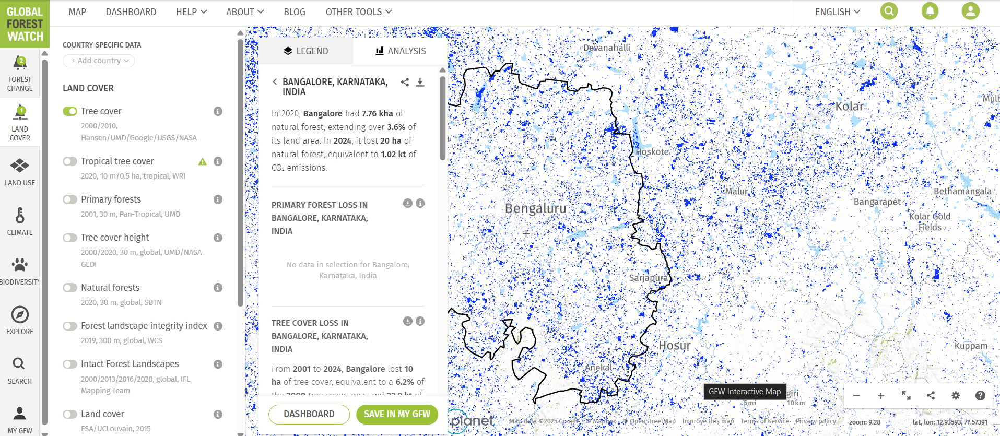 GLOBAL
FOREST
WATCH
MAP
DASHBOARD
HELP
ABOUT
BLOG
OTHER TOOLS
ENGLISH
2
FOREST
CHANGE
1
LAND
COVER
LAND USE
CLIMATE
BIODIVERSITY
EXPLORE
SEARCH
MY GFW
COUNTRY-SPECIFIC DATA
+ Add country
LAND COVER
Tree cover
2000/2010,
Hansen/UMD/Google/USGS/NASA
Tropical tree cover
2020, 10 m/0.5 ha, tropical, WRI
Primary forests
2001, 30 m, Pan-Tropical, UMD
Tree cover height
2000/2020, 30 m, global, UMD/NASA
GEDI
Natural forests
2020, 30 m, global, SBTN
Forest landscape integrity index
2019, 300 m, global, WCS
Intact Forest Landscapes
2000/2013/2016/2020, global, IFL
Mapping Team
Land cover
ESA/UCLouvain, 2015
LEGEND
ANALYSIS
BANGALORE, KARNATAKA,
INDIA
In 2020, Bangalore had 7.76 kha of
natural forest, extending over 3.6% of
its land area. In 2024, it lost 20 ha of
natural forest, equivalent to 1.02 kt of
CO₂ emissions.
PRIMARY FOREST LOSS IN
BANGALORE, KARNATAKA,
INDIA
No data in selection for Bangalore,
Karnataka, India
TREE COVER LOSS IN
BANGALORE, KARNATAKA,
INDIA
From 2001 to 2024, Bangalore lost 10
ha of tree cover, equivalent to a 6.2% of
the 2000 tree cover area, and 22.9 kt of
DASHBOARD
SAVE IN MY GFW
Devanahalli
Kolar
Mulb
Hoskote
Malur
Bethamangala
Bangarapet
Bengaluru
Kolar Gold
Fields
Sarjapura
Hosur
Kuppam
Anekal
GFW Interactive Map
giri
5mi
10km
planet
Map data ©2025 Google
© Mapbox
© OpenStreetMap
Improve this map
Terms of Service
Privacy policy
zoom: 9.28
lat, lon: 12.93593, 77.57391